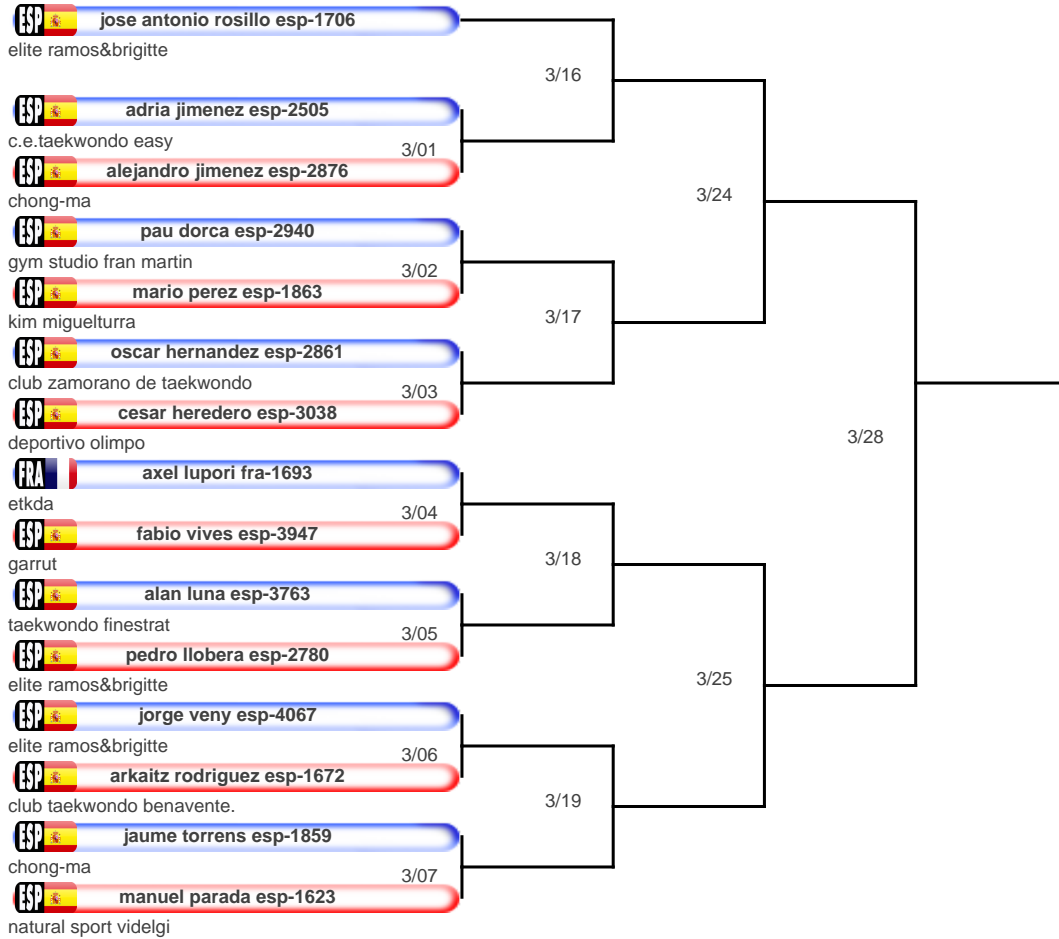 ESP jose antonio rosillo esp-1706
elite ramos&brigitte
3/16
ESP adria jimenez esp-2505
c.e.taekwondo easy
3/01
ESP alejandro jimenez esp-2876
chong-ma
3/24
ESP pau dorca esp-2940
gym studio fran martin
3/02
ESP mario perez esp-1863
kim miguelturra
3/17
ESP oscar hernandez esp-2861
club zamorano de taekwondo
3/03
ESP cesar heredero esp-3038
deportivo olimpo
3/28
FRA axel lupori fra-1693
etkda
3/04
ESP fabio vives esp-3947
garrut
3/18
ESP alan luna esp-3763
taekwondo finestrat
3/05
ESP pedro llobera esp-2780
elite ramos&brigitte
3/25
ESP jorge veny esp-4067
elite ramos&brigitte
3/06
ESP arkaitz rodriguez esp-1672
club taekwondo benavente.
3/19
ESP jaume torrens esp-1859
chong-ma
3/07
ESP manuel parada esp-1623
natural sport videlgi